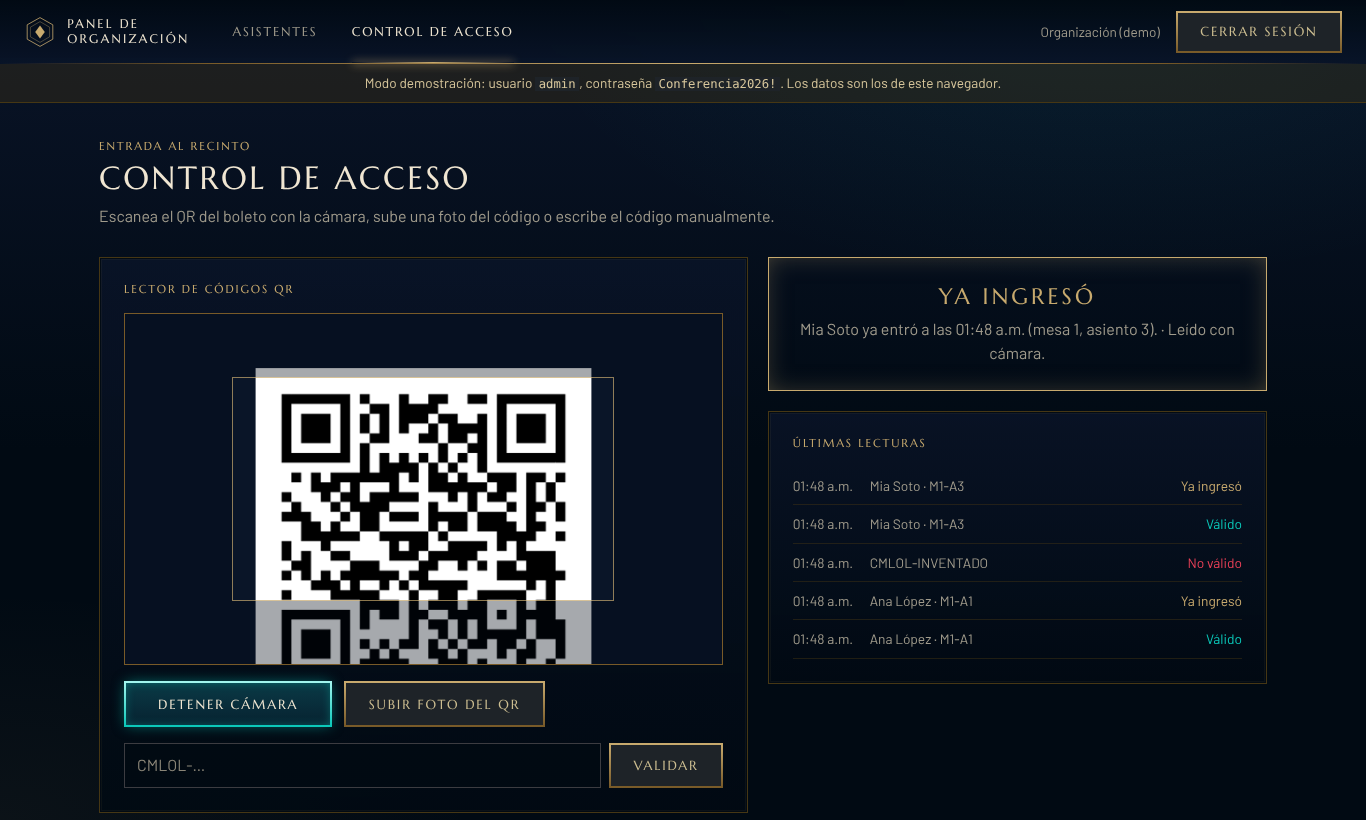 PANEL DE
ORGANIZACIÓN
ASISTENTES
CONTROL DE ACCESO
Organización (demo)
CERRAR SESIÓN
Modo demostración: usuario admin , contraseña Conferencia2026! . Los datos son los de este navegador.
ENTRADA AL RECINTO
CONTROL DE ACCESO
Escanea el QR del boleto con la cámara, sube una foto del código o escribe el código manualmente.
LECTOR DE CÓDIGOS QR
DETENER CÁMARA
SUBIR FOTO DEL QR
CMLOL-...
VALIDAR
YA INGRESÓ
Mia Soto ya entró a las 01:48 a.m. (mesa 1, asiento 3). · Leído con
cámara.
ÚLTIMAS LECTURAS
01:48 a.m. Mia Soto · M1-A3 Ya ingresó
01:48 a.m. Mia Soto · M1-A3 Válido
01:48 a.m. CMLOL-INVENTADO No válido
01:48 a.m. Ana López · M1-A1 Ya ingresó
01:48 a.m. Ana López · M1-A1 Válido